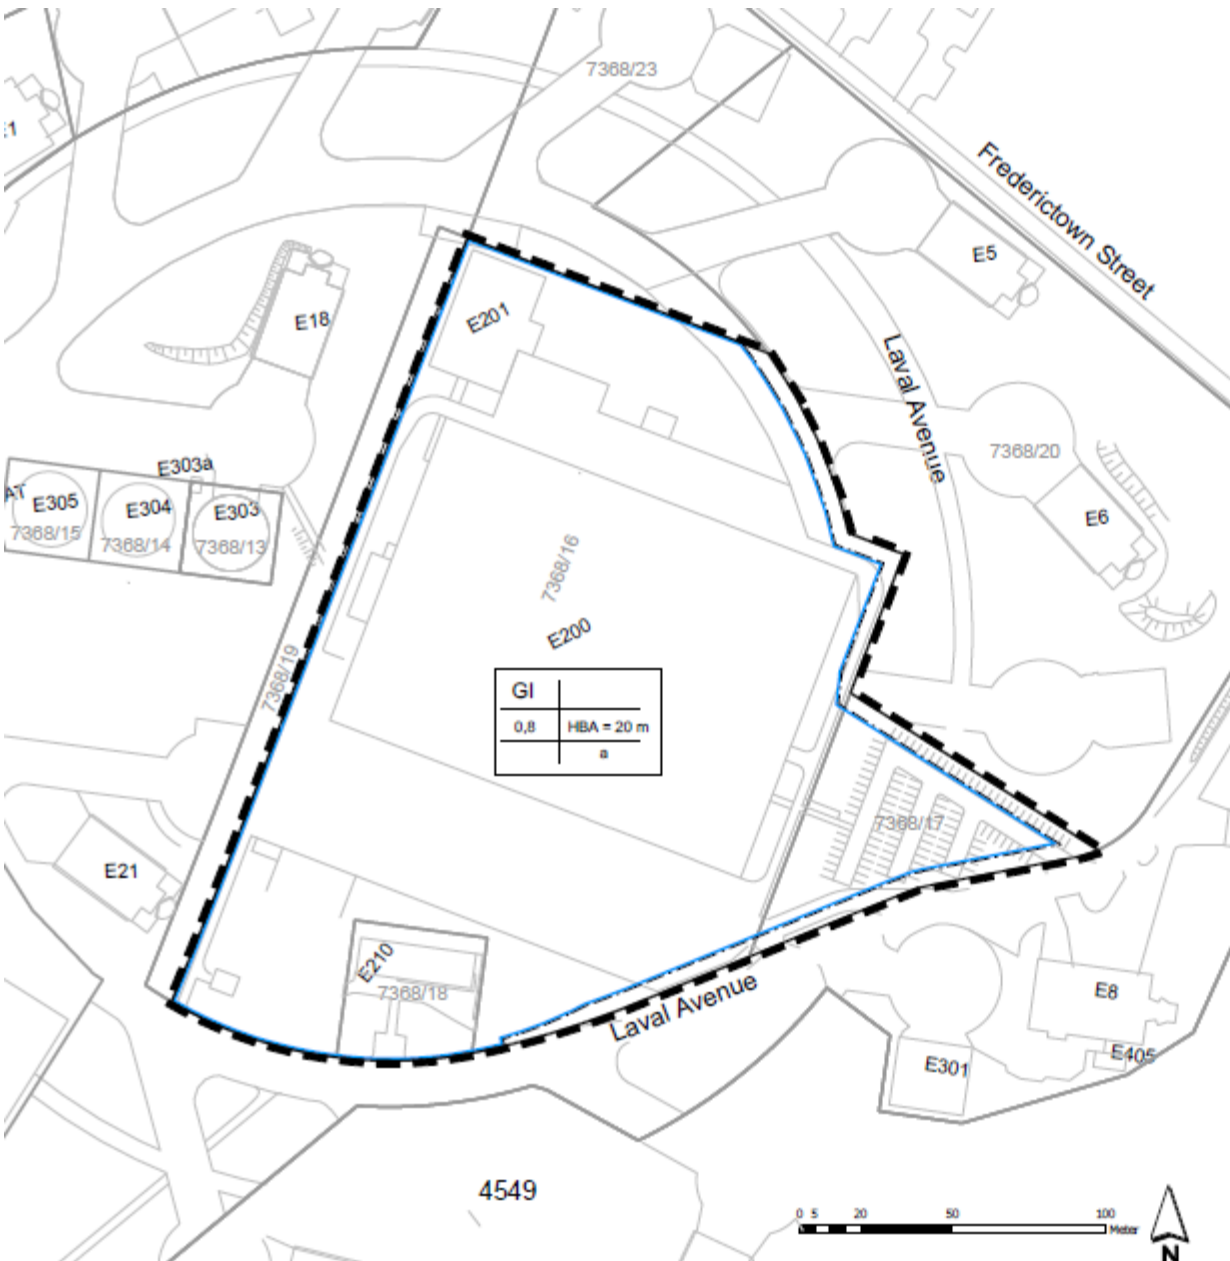 7368/23
Fredericktown Street
E5
E201
E18
Laval Avenue
7368/20
E303a
E305
E304
E303
7368/15
7368/14
7368/13
E6
7368/16
E200
7368/19
GI
0,8
HBA = 20 m
a
7368/17
E21
E210
7368/18
Laval Avenue
E8
E405
E301
4549
0 5 20 50 100
Meter
N